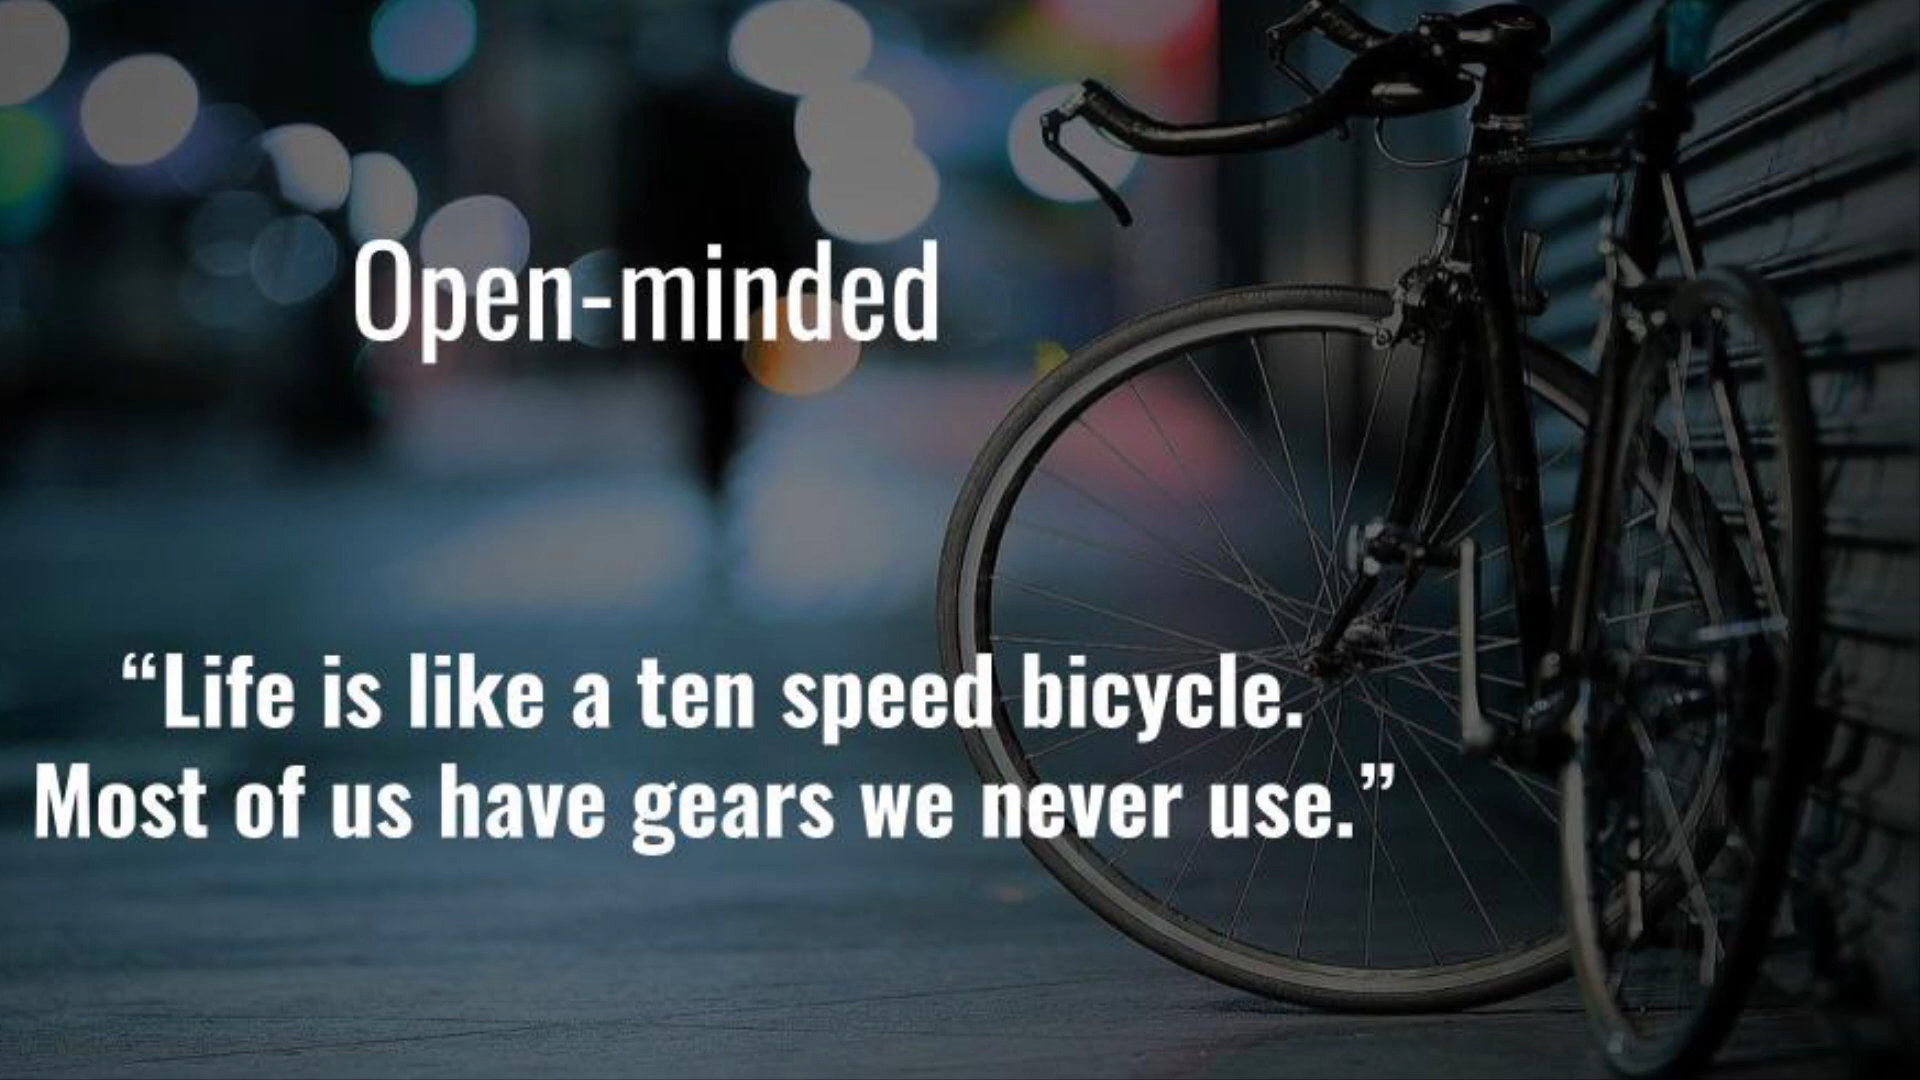 Open-minded
“Life is like a ten speed bicycle.
Most of us have gears we never use.”